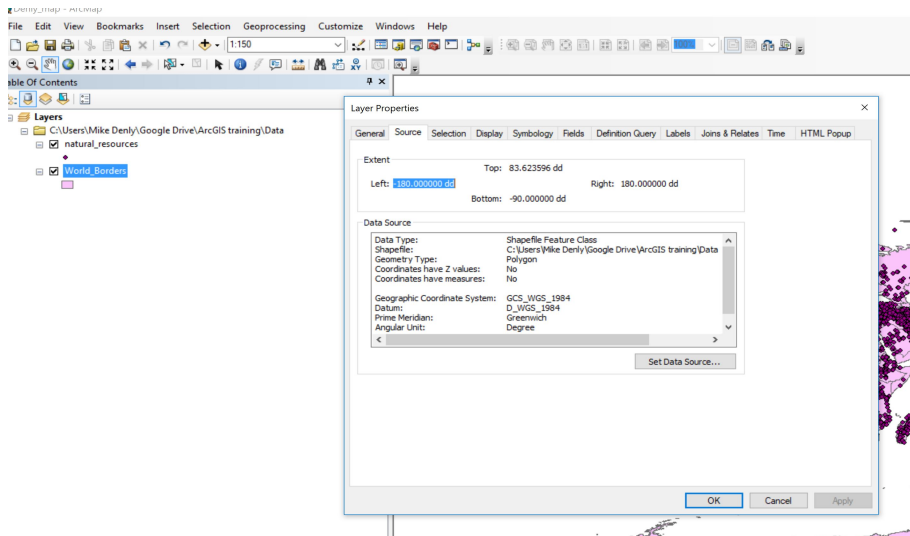 Denly_map - ArcMap
File Edit View Bookmarks Insert Selection Geoprocessing Customize Windows Help
1:150
100%
able Of Contents
Layers
C:\Users\Mike Denly\Google Drive\ArcGIS training\Data
natural_resources
World_Borders
Layer Properties
General Source Selection Display Symbology Fields Definition Query Labels Joins & Relates Time HTML Popup
Extent
Top: 83.623596 dd
Left: -180.000000 dd Right: 180.000000 dd
Bottom: -90.000000 dd
Data Source
Data Type: Shapefile Feature Class
Shapefile: C:\Users\Mike Denly\Google Drive\ArcGIS training\Data
Geometry Type: Polygon
Coordinates have Z values: No
Coordinates have measures: No
Geographic Coordinate System: GCS_WGS_1984
Datum: D_WGS_1984
Prime Meridian: Greenwich
Angular Unit: Degree
Set Data Source...
OK Cancel Apply